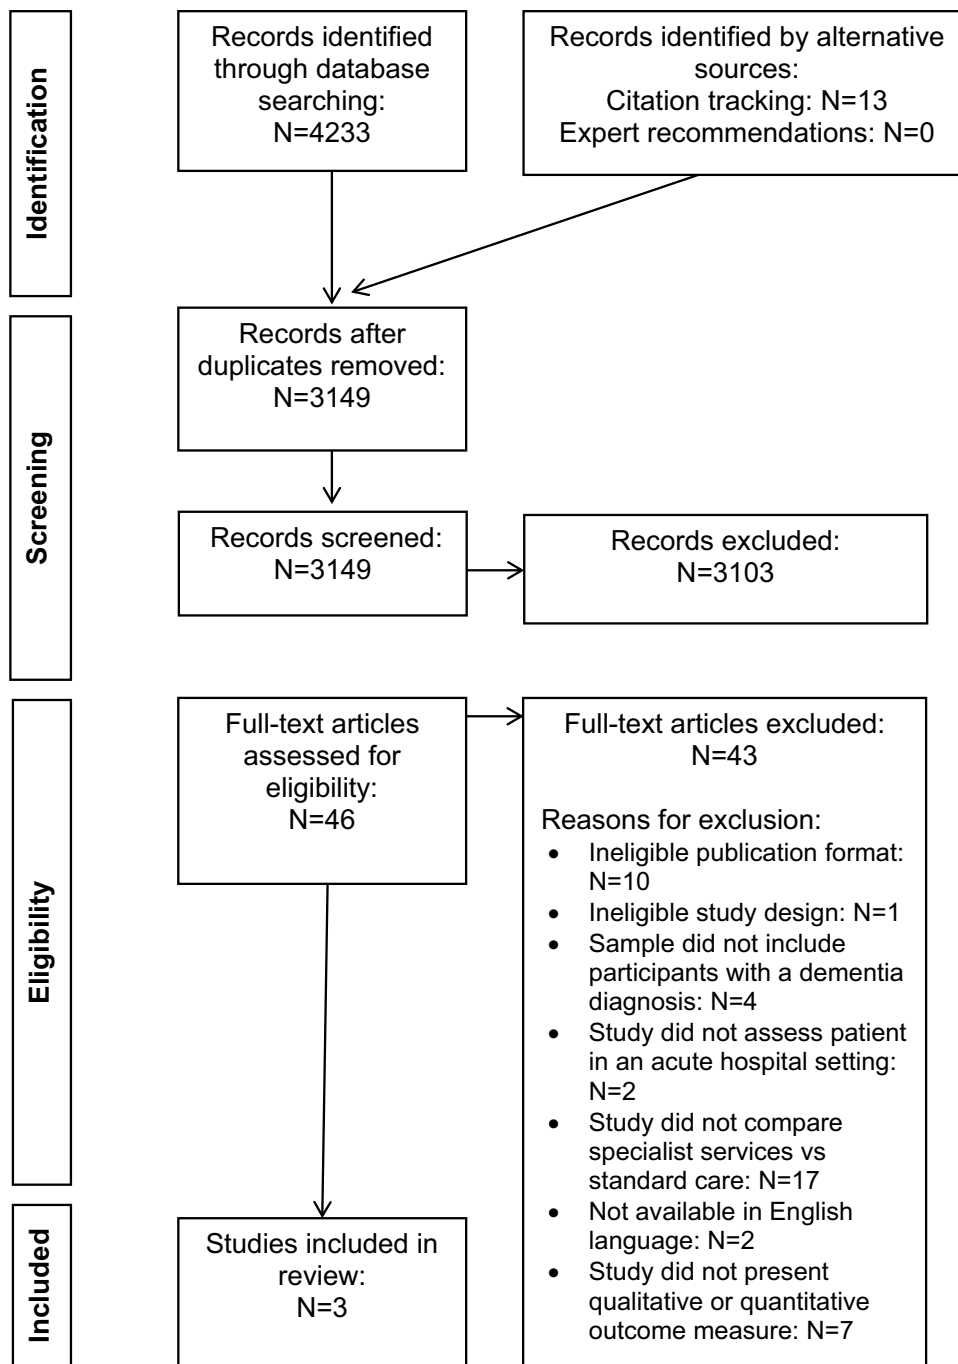 Identification
Records identified
through database
searching:
N=4233
Records identified by alternative
sources:
Citation tracking: N=13
Expert recommendations: N=0
Screening
Records after
duplicates removed:
N=3149
Records screened:
N=3149
Records excluded:
N=3103
Eligibility
Full-text articles
assessed for
eligibility:
N=46
Full-text articles excluded:
N=43
Reasons for exclusion:
• Ineligible publication format:
N=10
• Ineligible study design: N=1
• Sample did not include
participants with a dementia
diagnosis: N=4
• Study did not assess patient
in an acute hospital setting:
N=2
• Study did not compare
specialist services vs
standard care: N=17
• Not available in English
language: N=2
• Study did not present
qualitative or quantitative
outcome measure: N=7
Included
Studies included in
review:
N=3